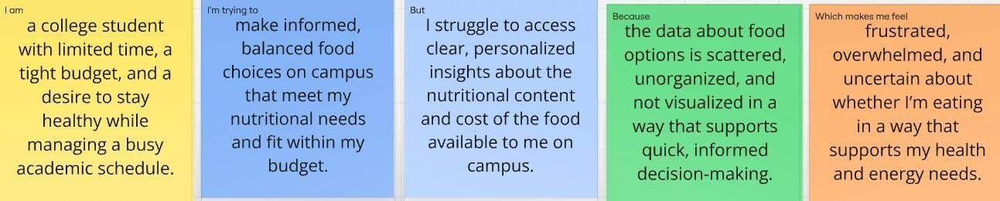 I am
a college student
with limited time, a
tight budget, and a
desire to stay
healthy while
managing a busy
academic schedule.
I'm trying to
make informed,
balanced food
choices on campus
that meet my
nutritional needs
and fit within my
budget.
But
I struggle to access
clear, personalized
insights about the
nutritional content
and cost of the food
available to me on
campus.
Because
the data about food
options is scattered,
unorganized, and
not visualized in a
way that supports
quick, informed
decision-making.
Which makes me feel
frustrated,
overwhelmed, and
uncertain about
whether I’m eating
in a way that
supports my health
and energy needs.